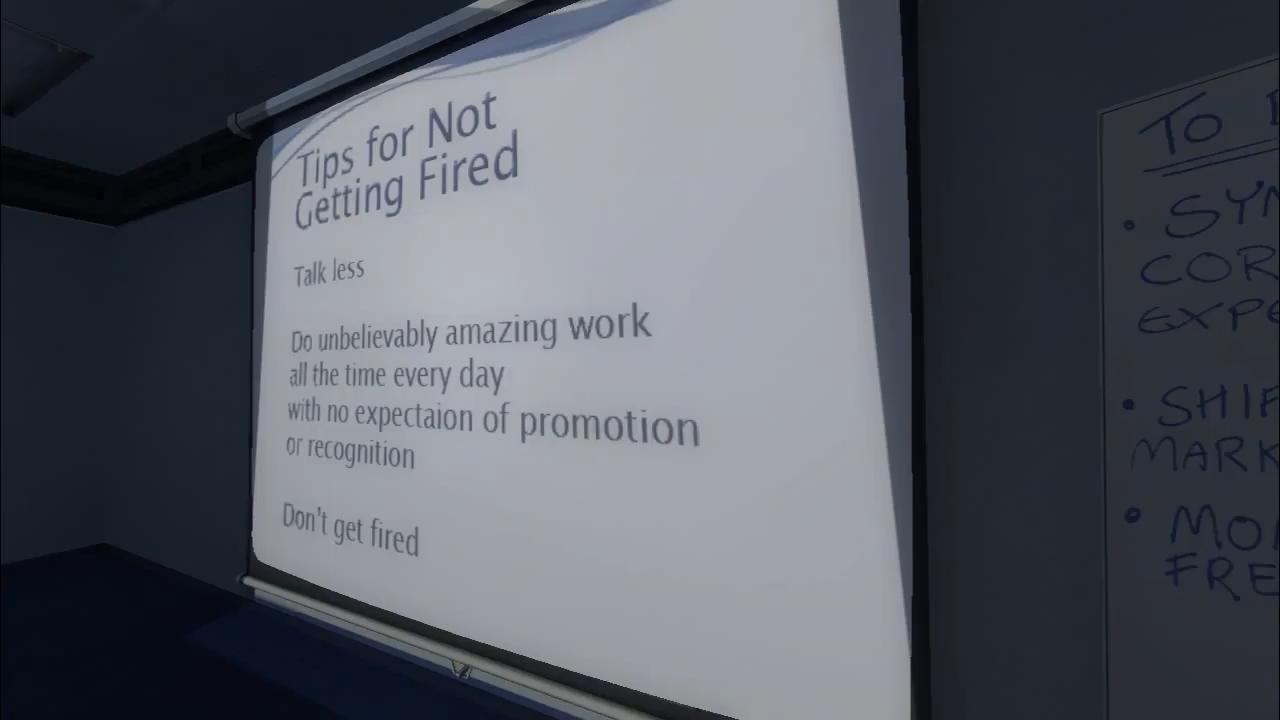 Tips for Not
Getting Fired
Talk less
Do unbelievably amazing work
all the time every day
with no expectaion of promotion
or recognition
Don't get fired
TO